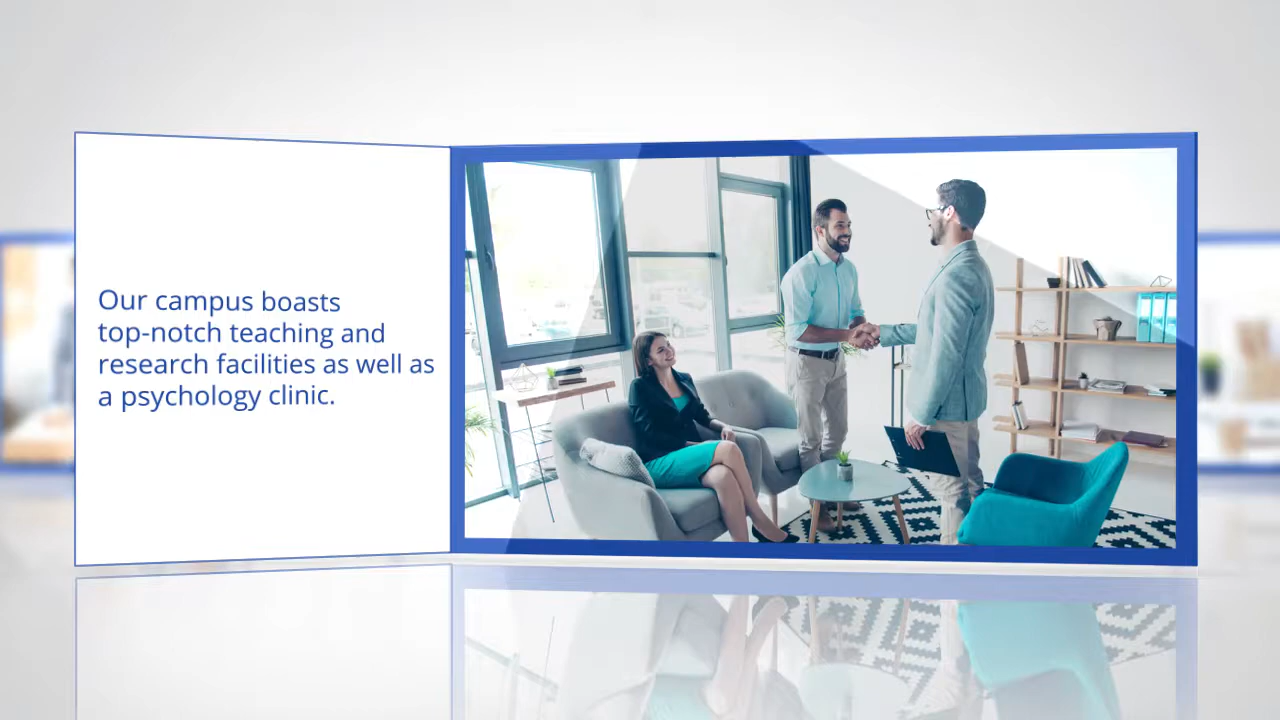 Our campus boasts
top-notch teaching and
research facilities as well as
a psychology clinic.